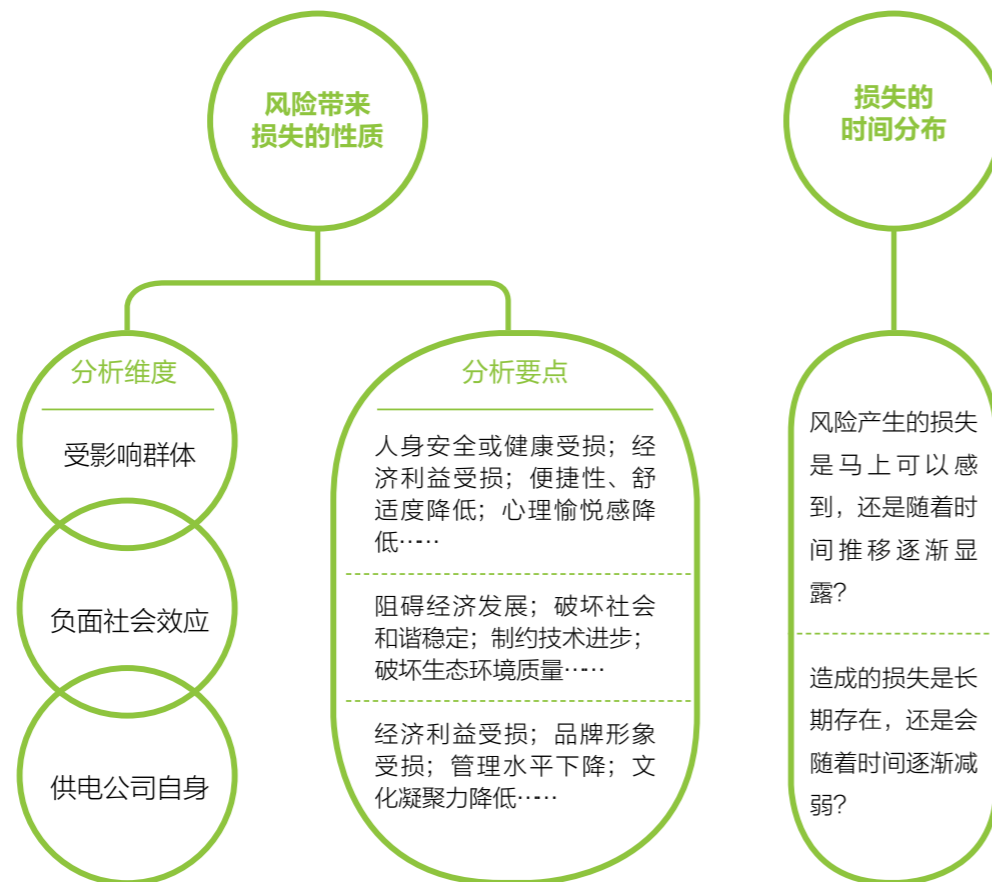 风险带来
损失的性质
分析维度
受影响群体
负面社会效应
供电公司自身
分析要点
人身安全或健康受损；经
济利益受损；便捷性、舒
适度降低；心理愉悦感降
低……
阻碍经济发展；破坏社会
和谐稳定；制约技术进步；
破坏生态环境质量……
经济利益受损；品牌形象
受损；管理水平下降；文
化凝聚力降低……
损失的
时间分布
风险产生的损失
是马上可以感
到，还是随着时
间推移逐渐显
露？
造成的损失是长
期存在，还是会
随着时间逐渐减
弱？